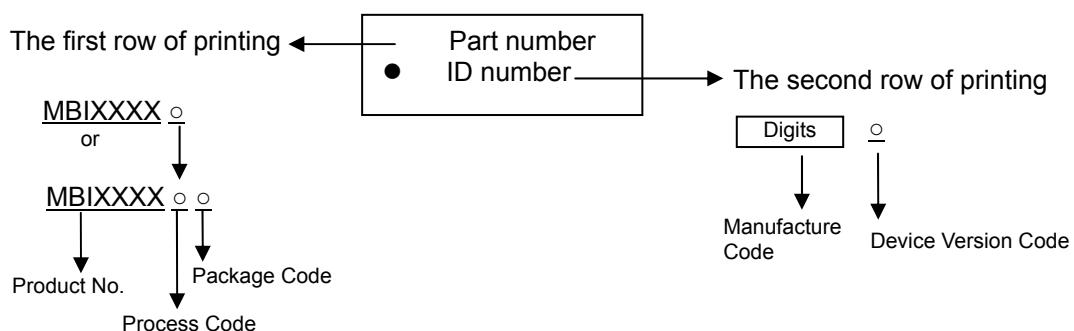 The first row of printing
Part number
ID number
The second row of printing
MBIXXXX ○
or
MBIXXXX ○ ○
Digits ○
Manufacture
Code
Device Version Code
Package Code
Product No.
Process Code